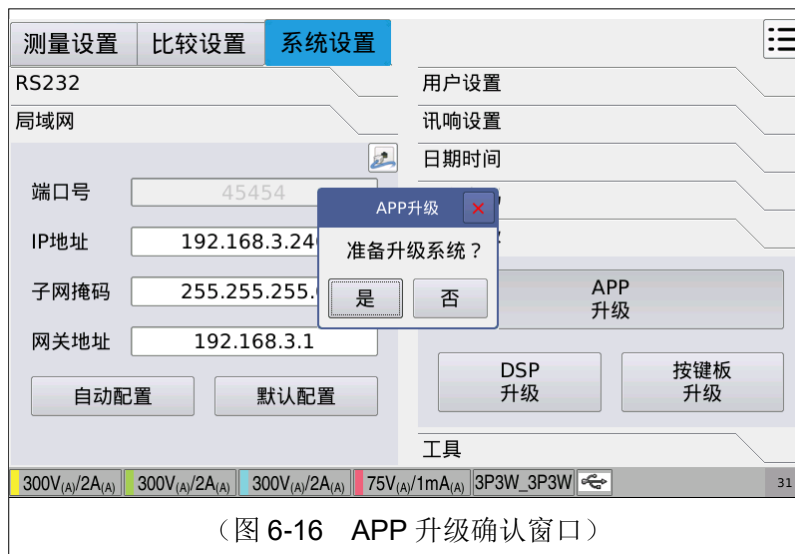 测量设置 比较设置 系统设置
RS232
局域网
端口号 45454
IP地址 192.168.3.24
子网掩码 255.255.255.
网关地址 192.168.3.1
自动配置 默认配置
用户设置
讯响设置
日期时间
APP升级
准备升级系统？
是 否
APP
升级
DSP
升级
按键板
升级
工具
300V(A)/2A(A) 300V(A)/2A(A) 300V(A)/2A(A) 75V(A)/1mA(A) 3P3W_3P3W 31
（图 6-16 APP 升级确认窗口）